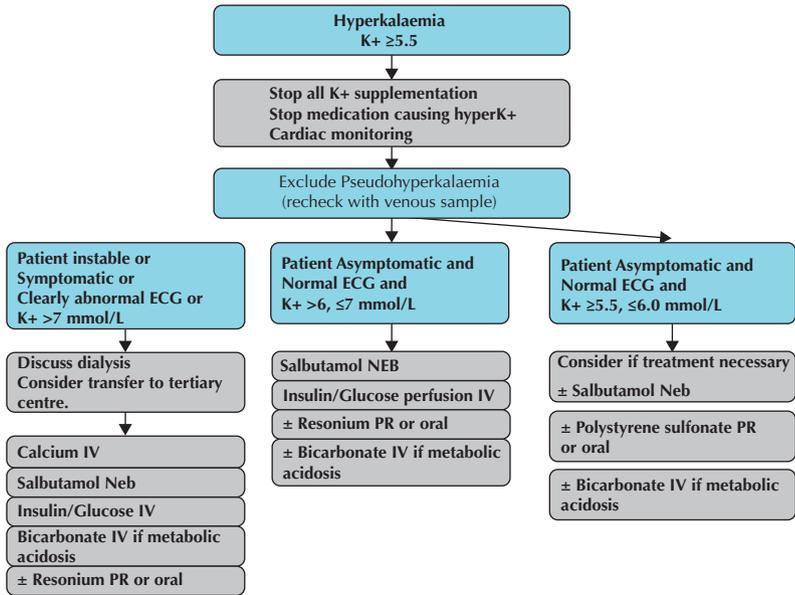 Hyperkalaemia
K+ ≥5.5
Stop all K+ supplementation
Stop medication causing hyperK+
Cardiac monitoring
Exclude Pseudohyperkalaemia
(recheck with venous sample)
Patient instable or
Symptomatic or
Clearly abnormal ECG or
K+ >7 mmol/L
Discuss dialysis
Consider transfer to tertiary
centre.
Calcium IV
Salbutamol Neb
Insulin/Glucose IV
Bicarbonate IV if metabolic
acidosis
± Resonium PR or oral
Patient Asymptomatic and
Normal ECG and
K+ >6, ≤7 mmol/L
Salbutamol NEB
Insulin/Glucose perfusion IV
± Resonium PR or oral
± Bicarbonate IV if metabolic
acidosis
Patient Asymptomatic and
Normal ECG and
K+ ≥5.5, ≤6.0 mmol/L
Consider if treatment necessary
± Salbutamol Neb
± Polystyrene sulfonate PR
or oral
± Bicarbonate IV if metabolic
acidosis